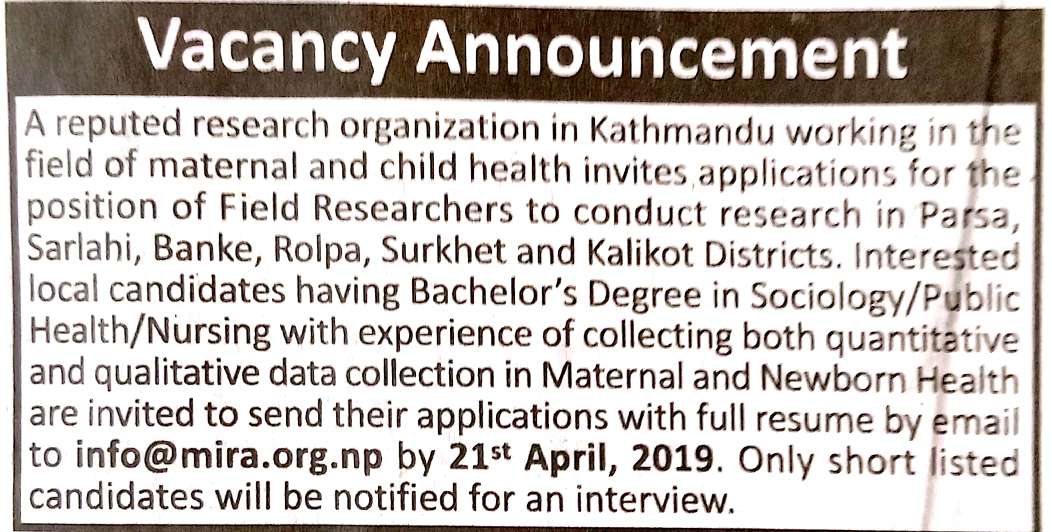 Vacancy Announcement
A reputed research organization in Kathmandu working in the
field of maternal and child health invites applications for the
position of Field Researchers to conduct research in Parsa,
Sarlahi, Banke, Rolpa, Surkhet and Kalikot Districts. Interested
local candidates having Bachelor's Degree in Sociology/Public
Health/Nursing with experience of collecting both quantitative
and qualitative data collection in Maternal and Newborn Health
are invited to send their applications with full resume by email
to info@mira.org.np by 21st April, 2019. Only short listed
candidates will be notified for an interview.